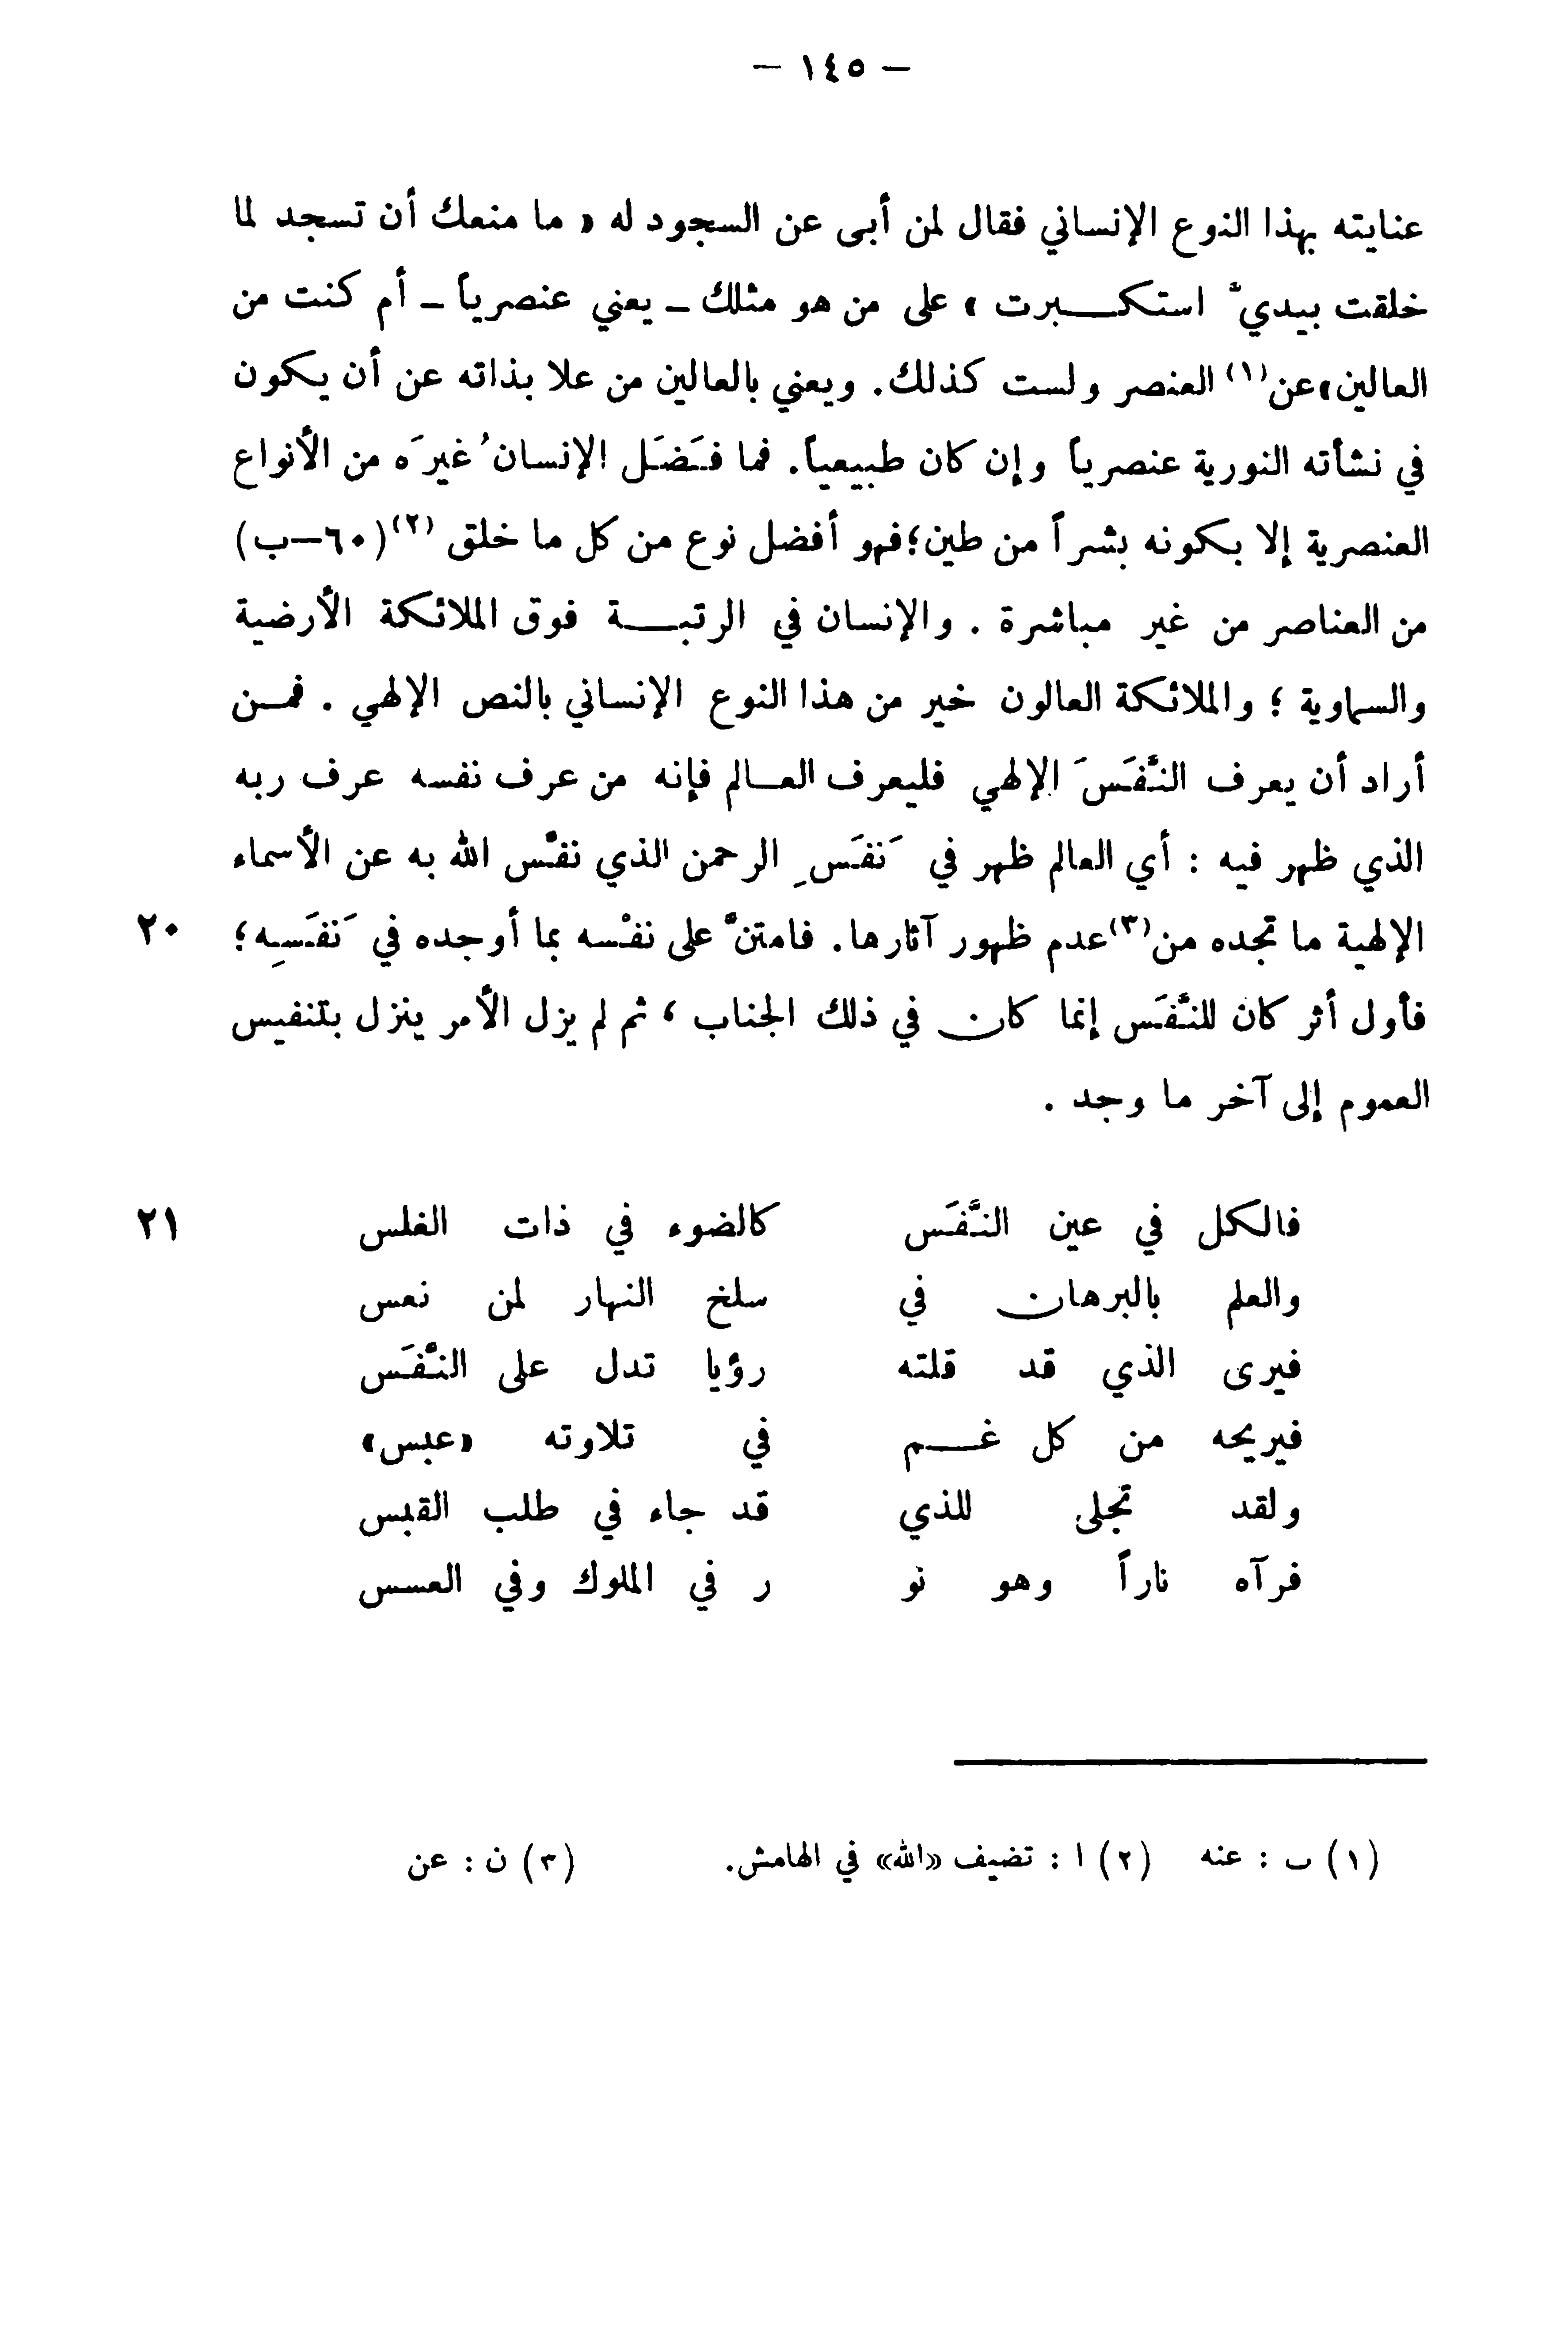 — ١٤٥ —
عنايته بهذا النوع الإنساني فقال لمن أبى عن السجود له « ما منعك أن تسجد لما
خلقت بيديّ استكبرت » على من هو مثلك – يعني عنصرياً – أم كنت من
العالين» عن(١) العنصر ولست كذلك. ويعني بالعالين من علا بذاته عن أن يكون
في نشأته النورية عنصرياً وإن كان طبيعياً. فما فَضَل الإنسانُ غيرَه من الأنواع
العنصرية إلا بكونه بشراً من طين؛ فهو أفضل نوع من كل ما خلق (٢)(٦٠–ب)
من العناصر من غير مباشرة . والإنسان في الرتبة فوق الملائكة الأرضية
والسماوية ؛ والملائكة العالون خير من هذا النوع الإنساني بالنص الإلهي . فمن
أراد أن يعرف النَّفَسَ الإلهي فليعرف العالم فإنه من عرف نفسه عرف ربه
الذي ظهر فيه : أي العالم ظهر في نَفَسِ الرحمن الذي نفَّس الله به عن الأسماء
الإلهية ما تجده من(٣) عدم ظهور آثارها. فامتنَّ على نفْسه بما أوجده في نَفَسِه؛ ٢٠
فأول أثر كان للنَّفَس إنما كان في ذلك الجناب ، ثم لم يزل الأمر ينزل بتنفيس
العموم إلى آخر ما وجد .
فالكل في عين النَّفَس كالضوء في ذات الغلس ٢١
والعلم بالبرهان في سلخ النهار لمن نعس
فيرى الذي قد قلته رؤيا تدل على النَّفَس
فيريحه من كل غم في تلاوته «عبس»
ولقد تجلى للذي قد جاء في طلب القبس
فرآه ناراً وهو نو ر في الملوك وفي العسس
(١) ب : عنه (٢) ا : تضيف «الله» في الهامش. (٣) ن : عن